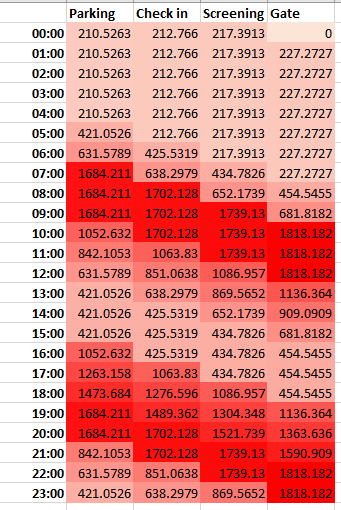 Parking Check in Screening Gate
00:00 210.5263 212.766 217.3913 0
01:00 210.5263 212.766 217.3913 227.2727
02:00 210.5263 212.766 217.3913 227.2727
03:00 210.5263 212.766 217.3913 227.2727
04:00 210.5263 212.766 217.3913 227.2727
05:00 421.0526 212.766 217.3913 227.2727
06:00 631.5789 425.5319 217.3913 227.2727
07:00 1684.211 638.2979 434.7826 227.2727
08:00 1684.211 1702.128 652.1739 454.5455
09:00 1684.211 1702.128 1739.13 681.8182
10:00 1052.632 1702.128 1739.13 1818.182
11:00 842.1053 1063.83 1739.13 1818.182
12:00 631.5789 851.0638 1086.957 1818.182
13:00 421.0526 638.2979 869.5652 1136.364
14:00 421.0526 425.5319 652.1739 909.0909
15:00 421.0526 425.5319 434.7826 681.8182
16:00 1052.632 425.5319 434.7826 454.5455
17:00 1263.158 1063.83 434.7826 454.5455
18:00 1473.684 1276.596 1086.957 454.5455
19:00 1684.211 1489.362 1304.348 1136.364
20:00 1684.211 1702.128 1521.739 1363.636
21:00 842.1053 1702.128 1739.13 1590.909
22:00 631.5789 851.0638 1739.13 1818.182
23:00 421.0526 638.2979 869.5652 1818.182